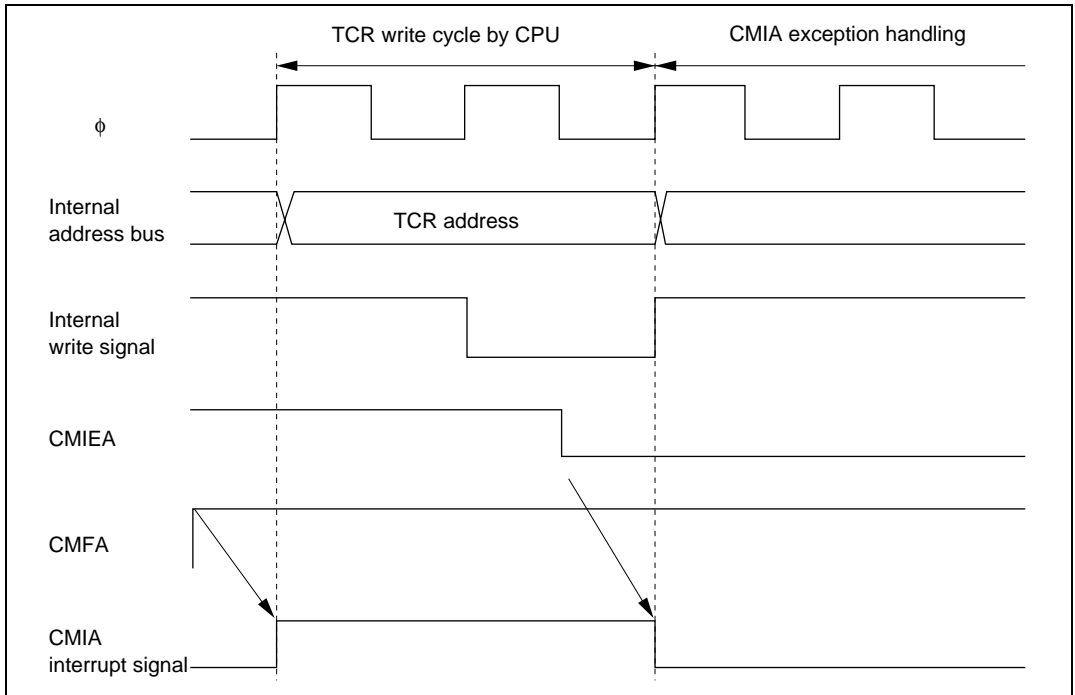 TCR write cycle by CPU
CMIA exception handling
ϕ
Internal
address bus
TCR address
Internal
write signal
CMIEA
CMFA
CMIA
interrupt signal